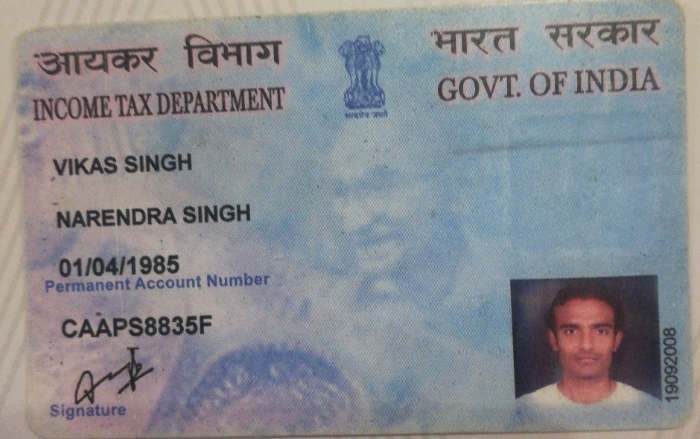 आयकर विभाग
INCOME TAX DEPARTMENT
भारत सरकार
GOVT. OF INDIA
सत्यमेव जयते
VIKAS SINGH
NARENDRA SINGH
01/04/1985
Permanent Account Number
CAAPS8835F
Signature
19092008